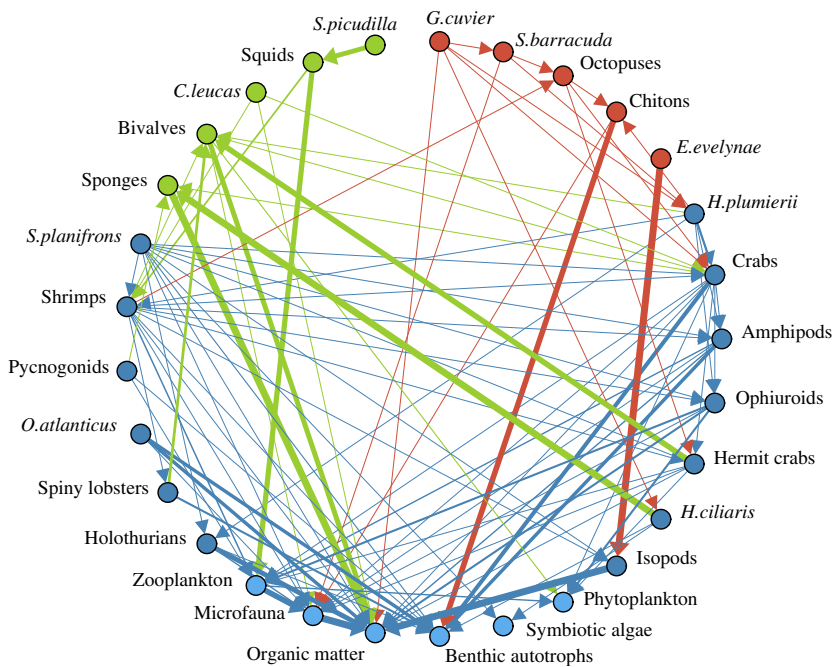 G.cuvier
S.picudilla
S.barracuda
Squids
Octopuses
C.leucas
Chitons
Bivalves
E.evelynae
Sponges
H.plumierii
S.planifrons
Crabs
Shrimps
Amphipods
Pycnogonids
Ophiuroids
O.atlanticus
Hermit crabs
Spiny lobsters
H.ciliaris
Holothurians
Isopods
Zooplankton
Phytoplankton
Microfauna
Symbiotic algae
Organic matter
Benthic autotrophs